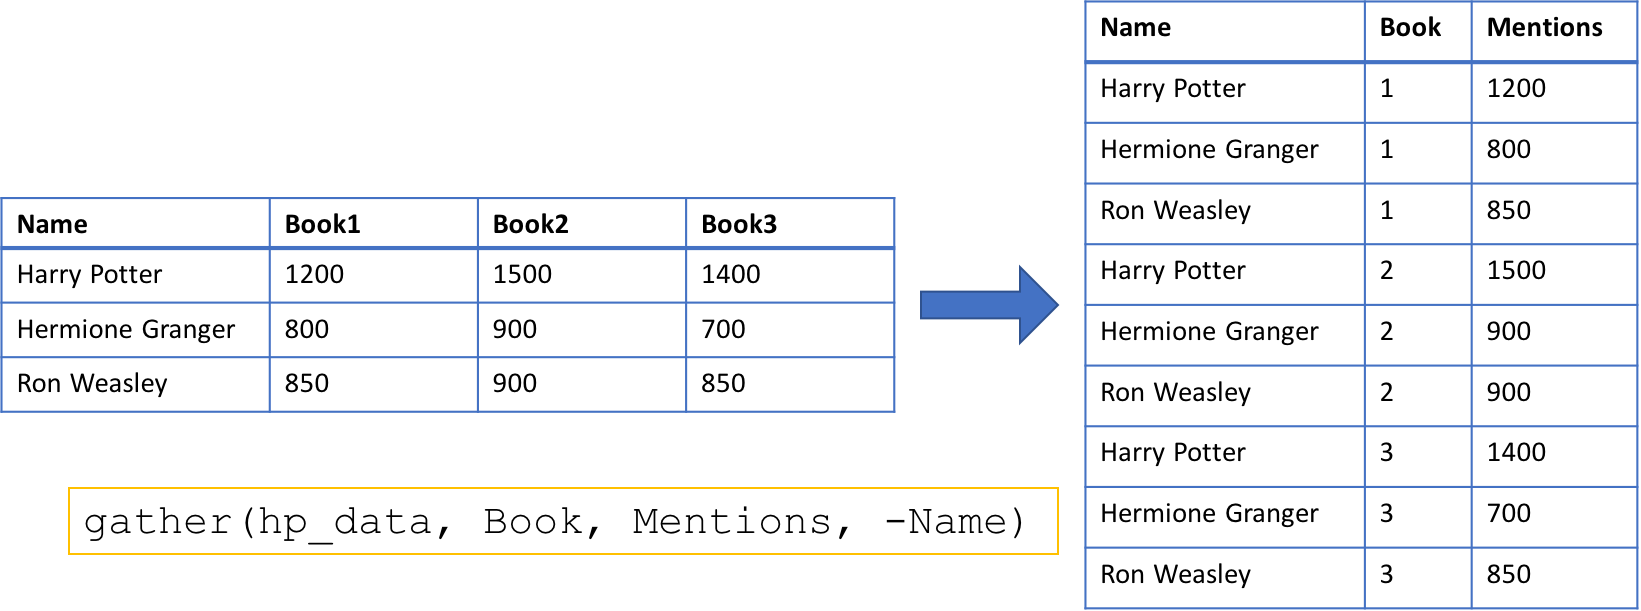 Name Book1 Book2 Book3
Harry Potter 1200 1500 1400
Hermione Granger 800 900 700
Ron Weasley 850 900 850
gather(hp_data, Book, Mentions, -Name)
Name Book Mentions
Harry Potter 1 1200
Hermione Granger 1 800
Ron Weasley 1 850
Harry Potter 2 1500
Hermione Granger 2 900
Ron Weasley 2 900
Harry Potter 3 1400
Hermione Granger 3 700
Ron Weasley 3 850